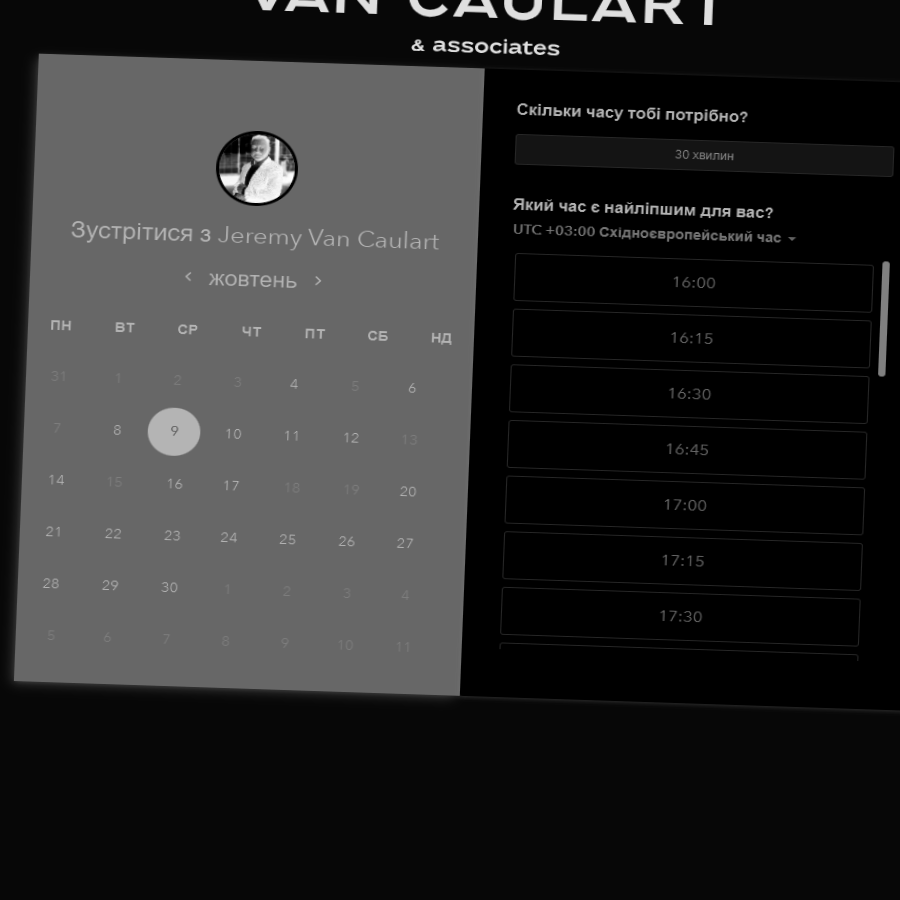 VAN CAULART
& associates
Зустрітися з Jeremy Van Caulart
‹ жовтень ›
ПН ВТ СР ЧТ ПТ СБ НД
31 1 2 3 4 5 6
7 8 9 10 11 12 13
14 15 16 17 18 19 20
21 22 23 24 25 26 27
28 29 30 1 2 3 4
5 6 7 8 9 10 11
Скільки часу тобі потрібно?
30 хвилин
Який час є найліпшим для вас?
UTC +03:00 Східноєвропейський час
16:00
16:15
16:30
16:45
17:00
17:15
17:30